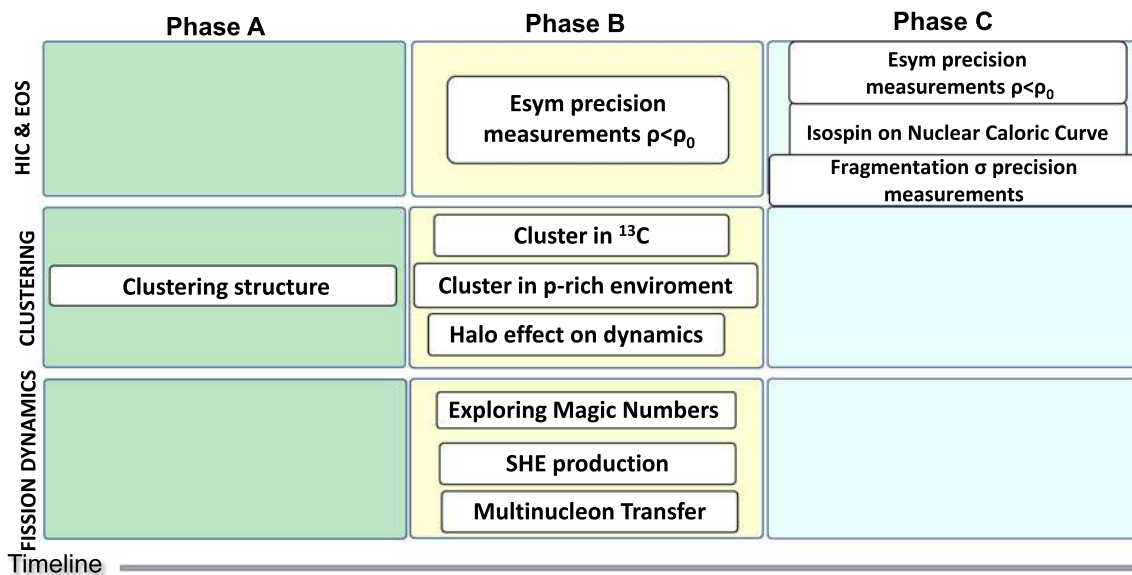 Phase A
Phase B
Phase C
HIC & EOS
Esym precision
measurements ρ<ρ₀
Esym precision
measurements ρ<ρ₀
Isospin on Nuclear Caloric Curve
Fragmentation σ precision
measurements
CLUSTERING
Clustering structure
Cluster in ¹³C
Cluster in p-rich enviroment
Halo effect on dynamics
FISSION DYNAMICS
Exploring Magic Numbers
SHE production
Multinucleon Transfer
Timeline